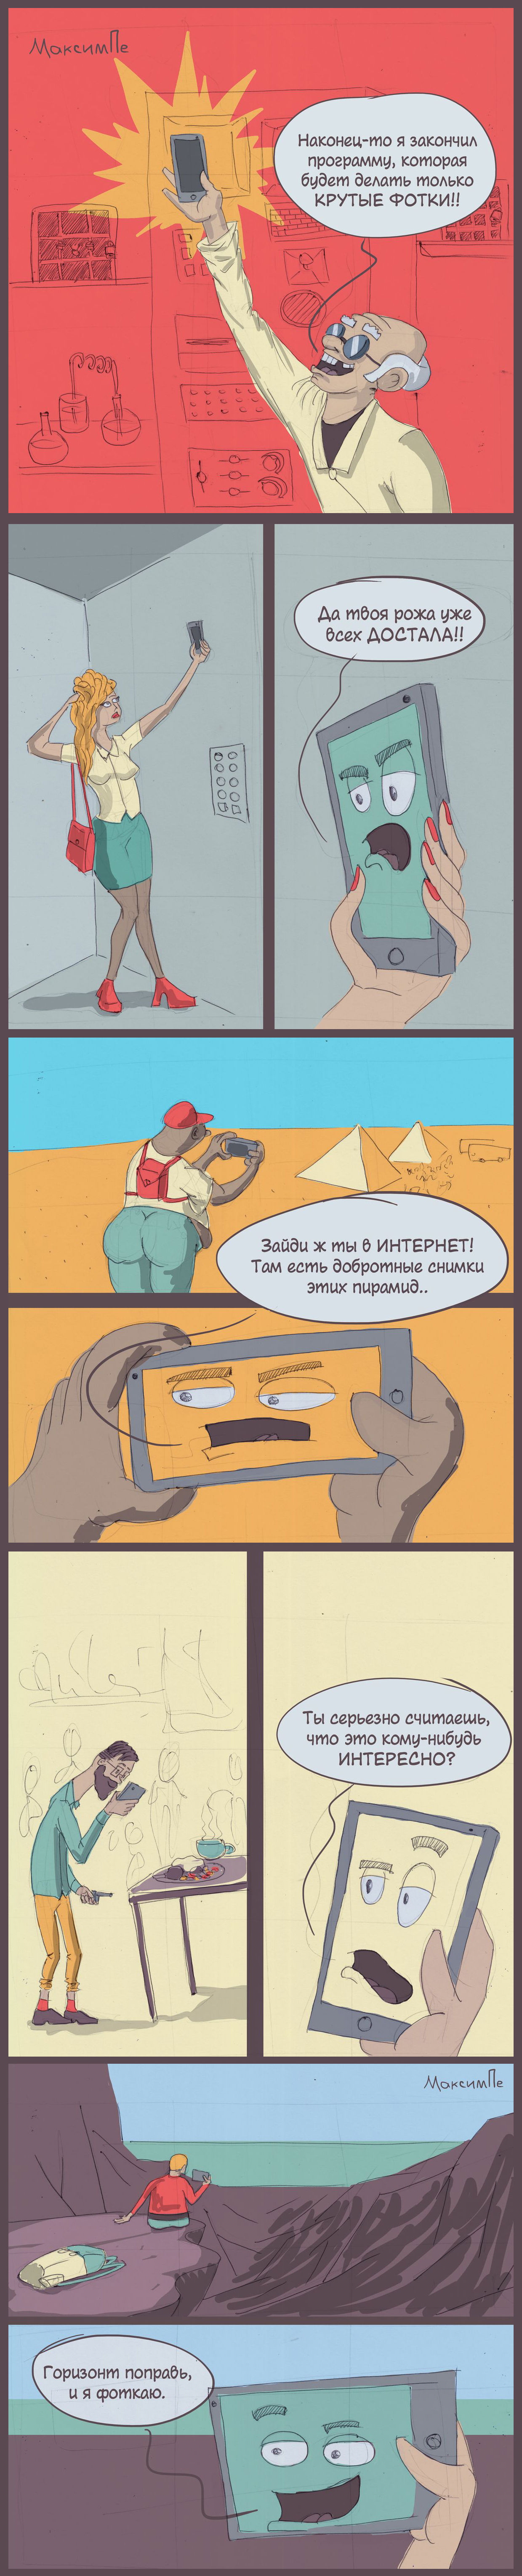 МаксимПе
Наконец-то я закончил
программу, которая
будет делать только
КРУТЫЕ ФОТКИ!!
Да твоя рожа уже
всех ДОСТАЛА!!
Зайди ж ты в ИНТЕРНЕТ!
Там есть добротные снимки
этих пирамид..
Ты серьезно считаешь,
что это кому-нибудь
ИНТЕРЕСНО?
МаксимПе
Горизонт поправь,
и я фоткаю.